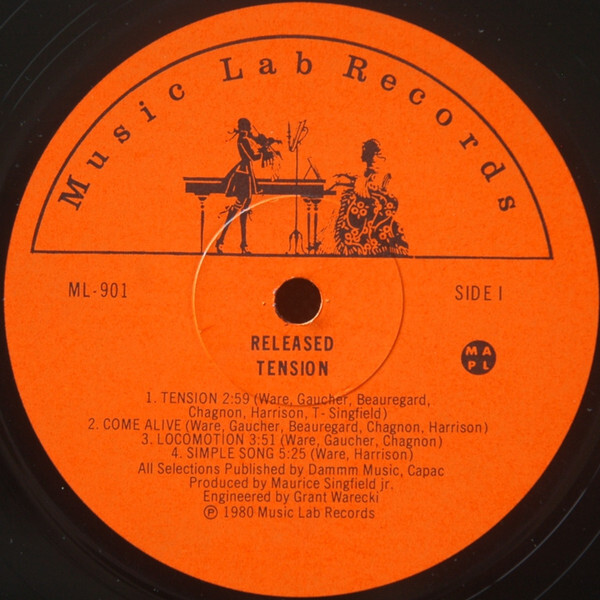 Music Lab Records
ML-901
SIDE I
RELEASED
TENSION
MA
PL
1. TENSION 2:59 (Ware, Gaucher, Beauregard,
Chagnon, Harrison, T- Singfield)
2. COME ALIVE (Ware, Gaucher, Beauregard, Chagnon, Harrison)
3. LOCOMOTION 3:51 (Ware, Gaucher, Chagnon)
4. SIMPLE SONG 5:25 (Ware, Harrison)
All Selections Published by Dammm Music, Capac
Produced by Maurice Singfield jr.
Engineered by Grant Warecki
℗ 1980 Music Lab Records